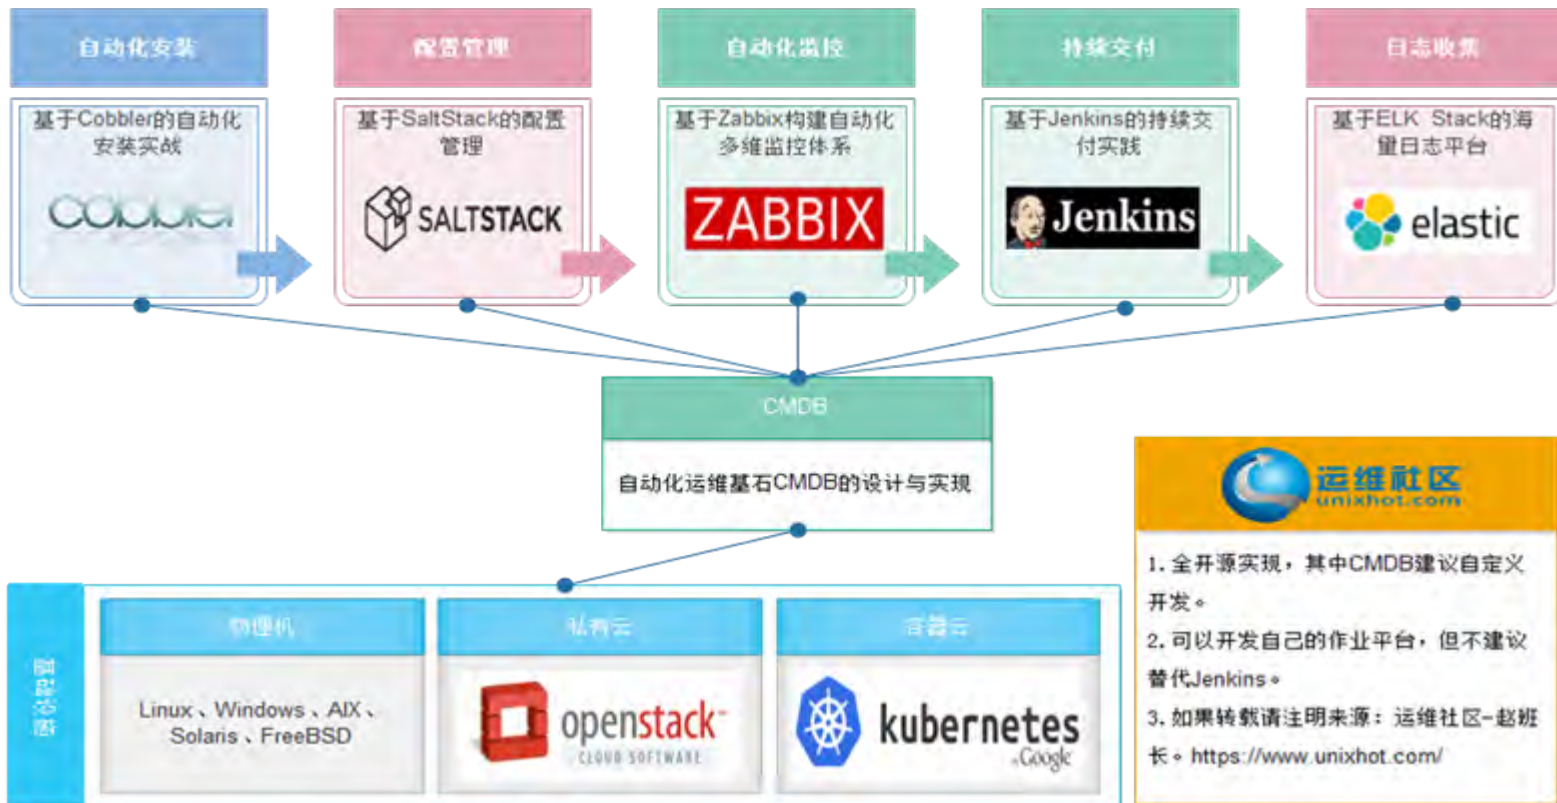 自动化安装
配置管理
自动化监控
持续交付
日志收集
基于Cobbler的自动化
安装实战
cobbler
基于SaltStack的配置
管理
SALTSTACK
基于Zabbix构建自动化
多维监控体系
ZABBIX
基于Jenkins的持续交
付实践
Jenkins
基于ELK Stack的海
量日志平台
elastic
CMDB
自动化运维基石CMDB的设计与实现
物理机
Linux、Windows、AIX、
Solaris、FreeBSD
私有云
openstack™
CLOUD SOFTWARE
容器云
kubernetes
by Google
运维社区
unixhot.com
1. 全开源实现，其中CMDB建议自定义
开发。
2. 可以开发自己的作业平台，但不建议
替代Jenkins。
3. 如果转载请注明来源：运维社区-赵班
长。https://www.unixhot.com/